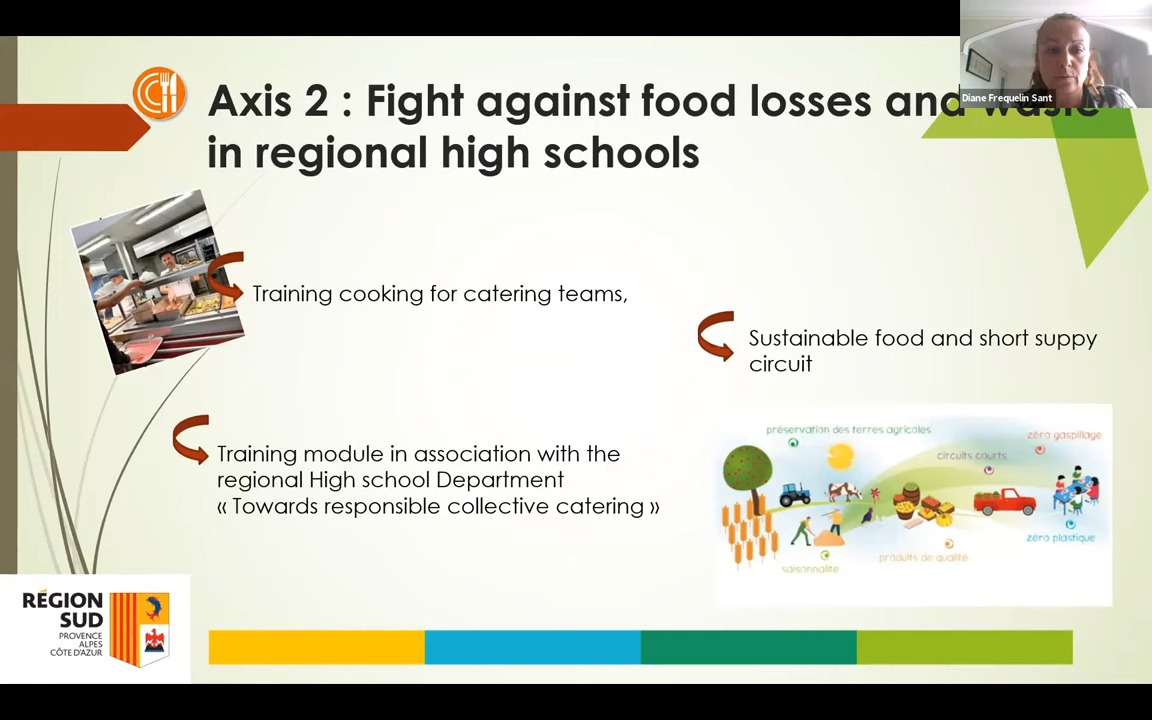 Diane Frequelin Sant
Axis 2 : Fight against food losses and waste
in regional high schools
Training cooking for catering teams,
Sustainable food and short suppy
circuit
Training module in association with the
regional High school Department
« Towards responsible collective catering »
préservation des terres agricoles
zéro gaspillage
circuits courts
zéro plastique
produits de qualité
saisonnalité
RÉGION
SUD
PROVENCE
ALPES
CÔTE D'AZUR